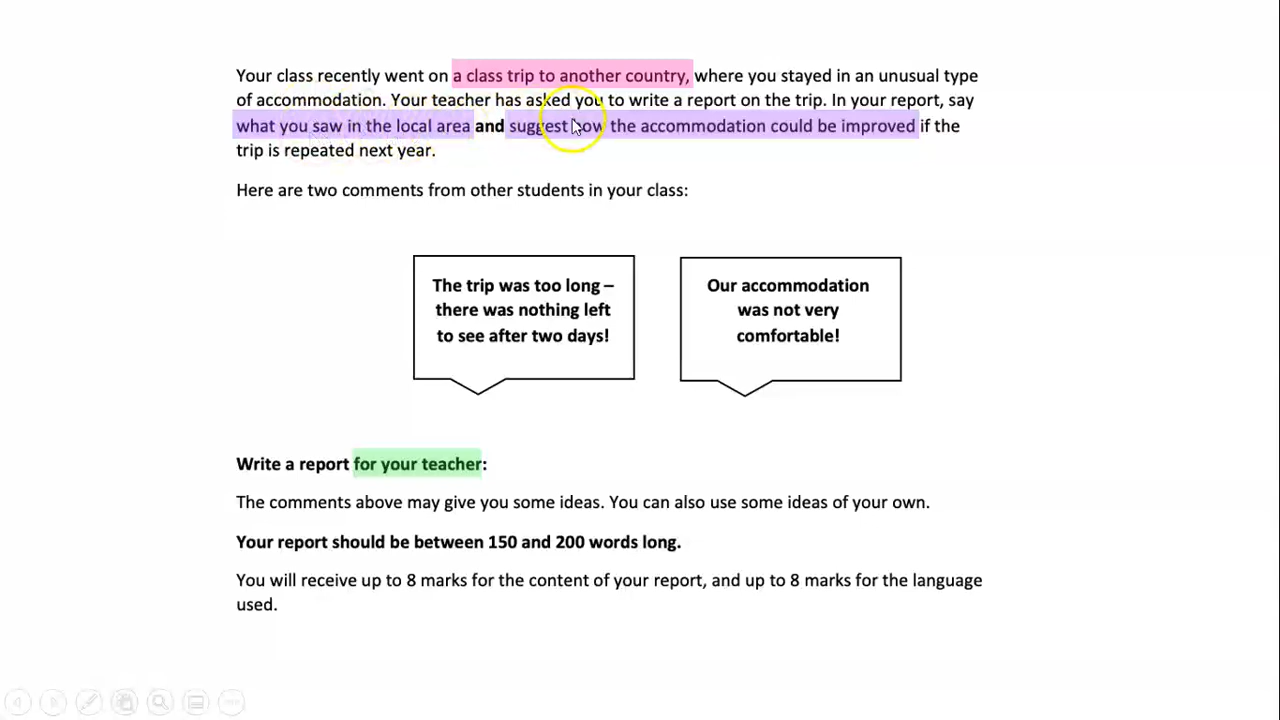 Your class recently went on a class trip to another country, where you stayed in an unusual type
of accommodation. Your teacher has asked you to write a report on the trip. In your report, say
what you saw in the local area and suggest how the accommodation could be improved if the
trip is repeated next year.
Here are two comments from other students in your class:
The trip was too long –
there was nothing left
to see after two days!
Our accommodation
was not very
comfortable!
Write a report for your teacher:
The comments above may give you some ideas. You can also use some ideas of your own.
Your report should be between 150 and 200 words long.
You will receive up to 8 marks for the content of your report, and up to 8 marks for the language
used.